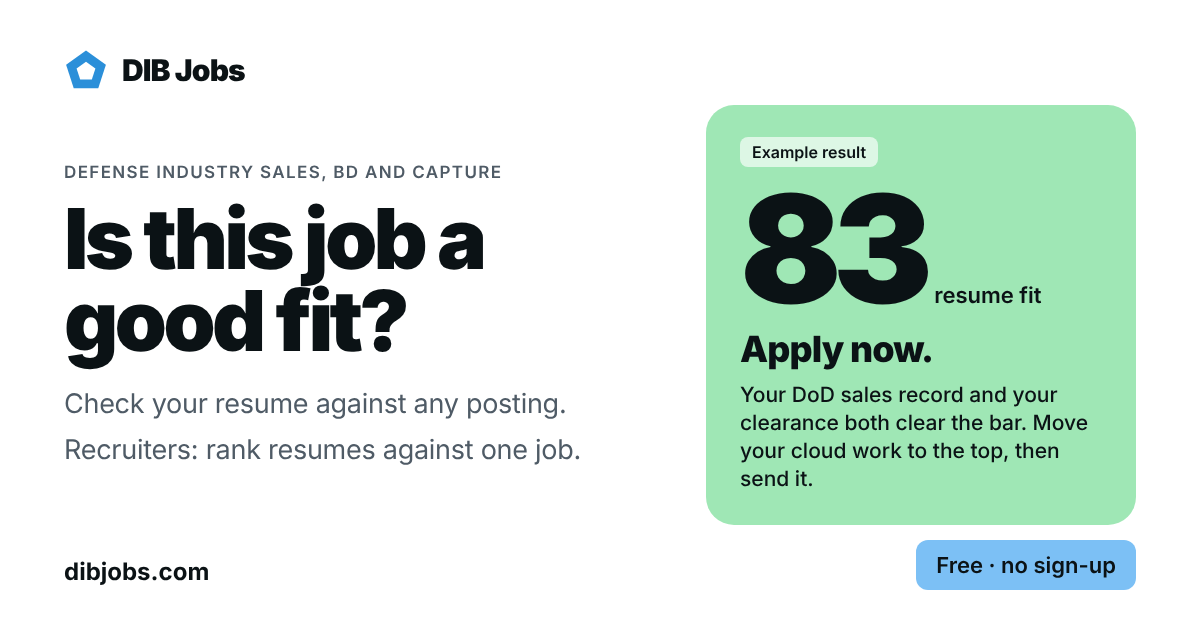 DIB Jobs
DEFENSE INDUSTRY SALES, BD AND CAPTURE
Is this job a
good fit?
Check your resume against any posting.
Recruiters: rank resumes against one job.
dibjobs.com
Example result
83 resume fit
Apply now.
Your DoD sales record and your
clearance both clear the bar. Move
your cloud work to the top, then
send it.
Free · no sign-up